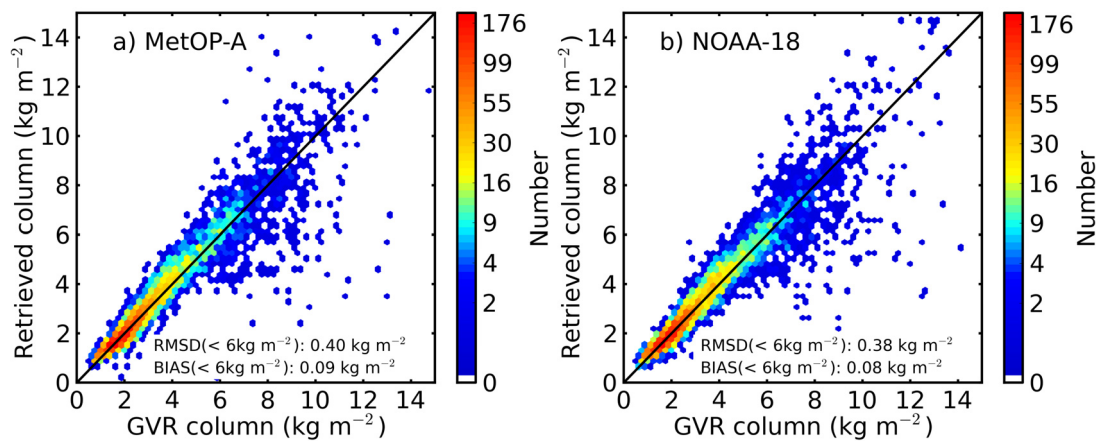 a) MetOP-A
Retrieved column (kg m⁻²)
14
12
10
8
6
4
2
0
2 4 6 8 10 12 14
GVR column (kg m⁻²)
RMSD(< 6kg m⁻²): 0.40 kg m⁻²
BIAS(< 6kg m⁻²): 0.09 kg m⁻²
176
99
55
30
16
9
4
2
0
Number
b) NOAA-18
Retrieved column (kg m⁻²)
14
12
10
8
6
4
2
0
2 4 6 8 10 12 14
GVR column (kg m⁻²)
RMSD(< 6kg m⁻²): 0.38 kg m⁻²
BIAS(< 6kg m⁻²): 0.08 kg m⁻²
176
99
55
30
16
9
4
2
0
Number